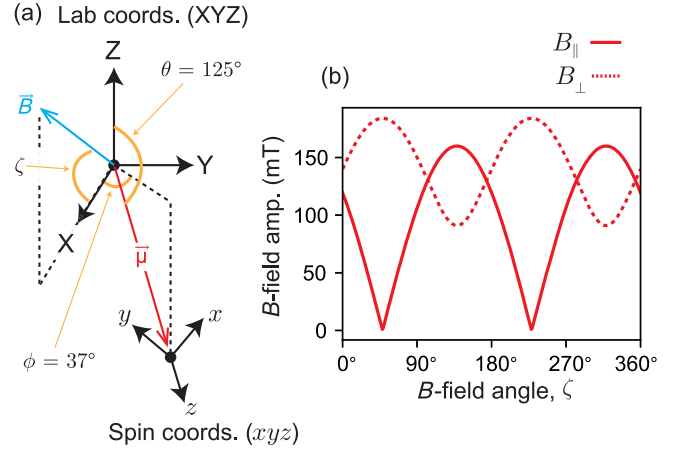 (a) Lab coords. (XYZ)
Z
θ = 125°
B⃗
ζ
Y
X
μ⃗
y
x
ϕ = 37°
z
Spin coords. (xyz)
(b)
B∥
B⊥
B-field amp. (mT)
150
100
50
0
0° 90° 180° 270° 360°
B-field angle, ζ